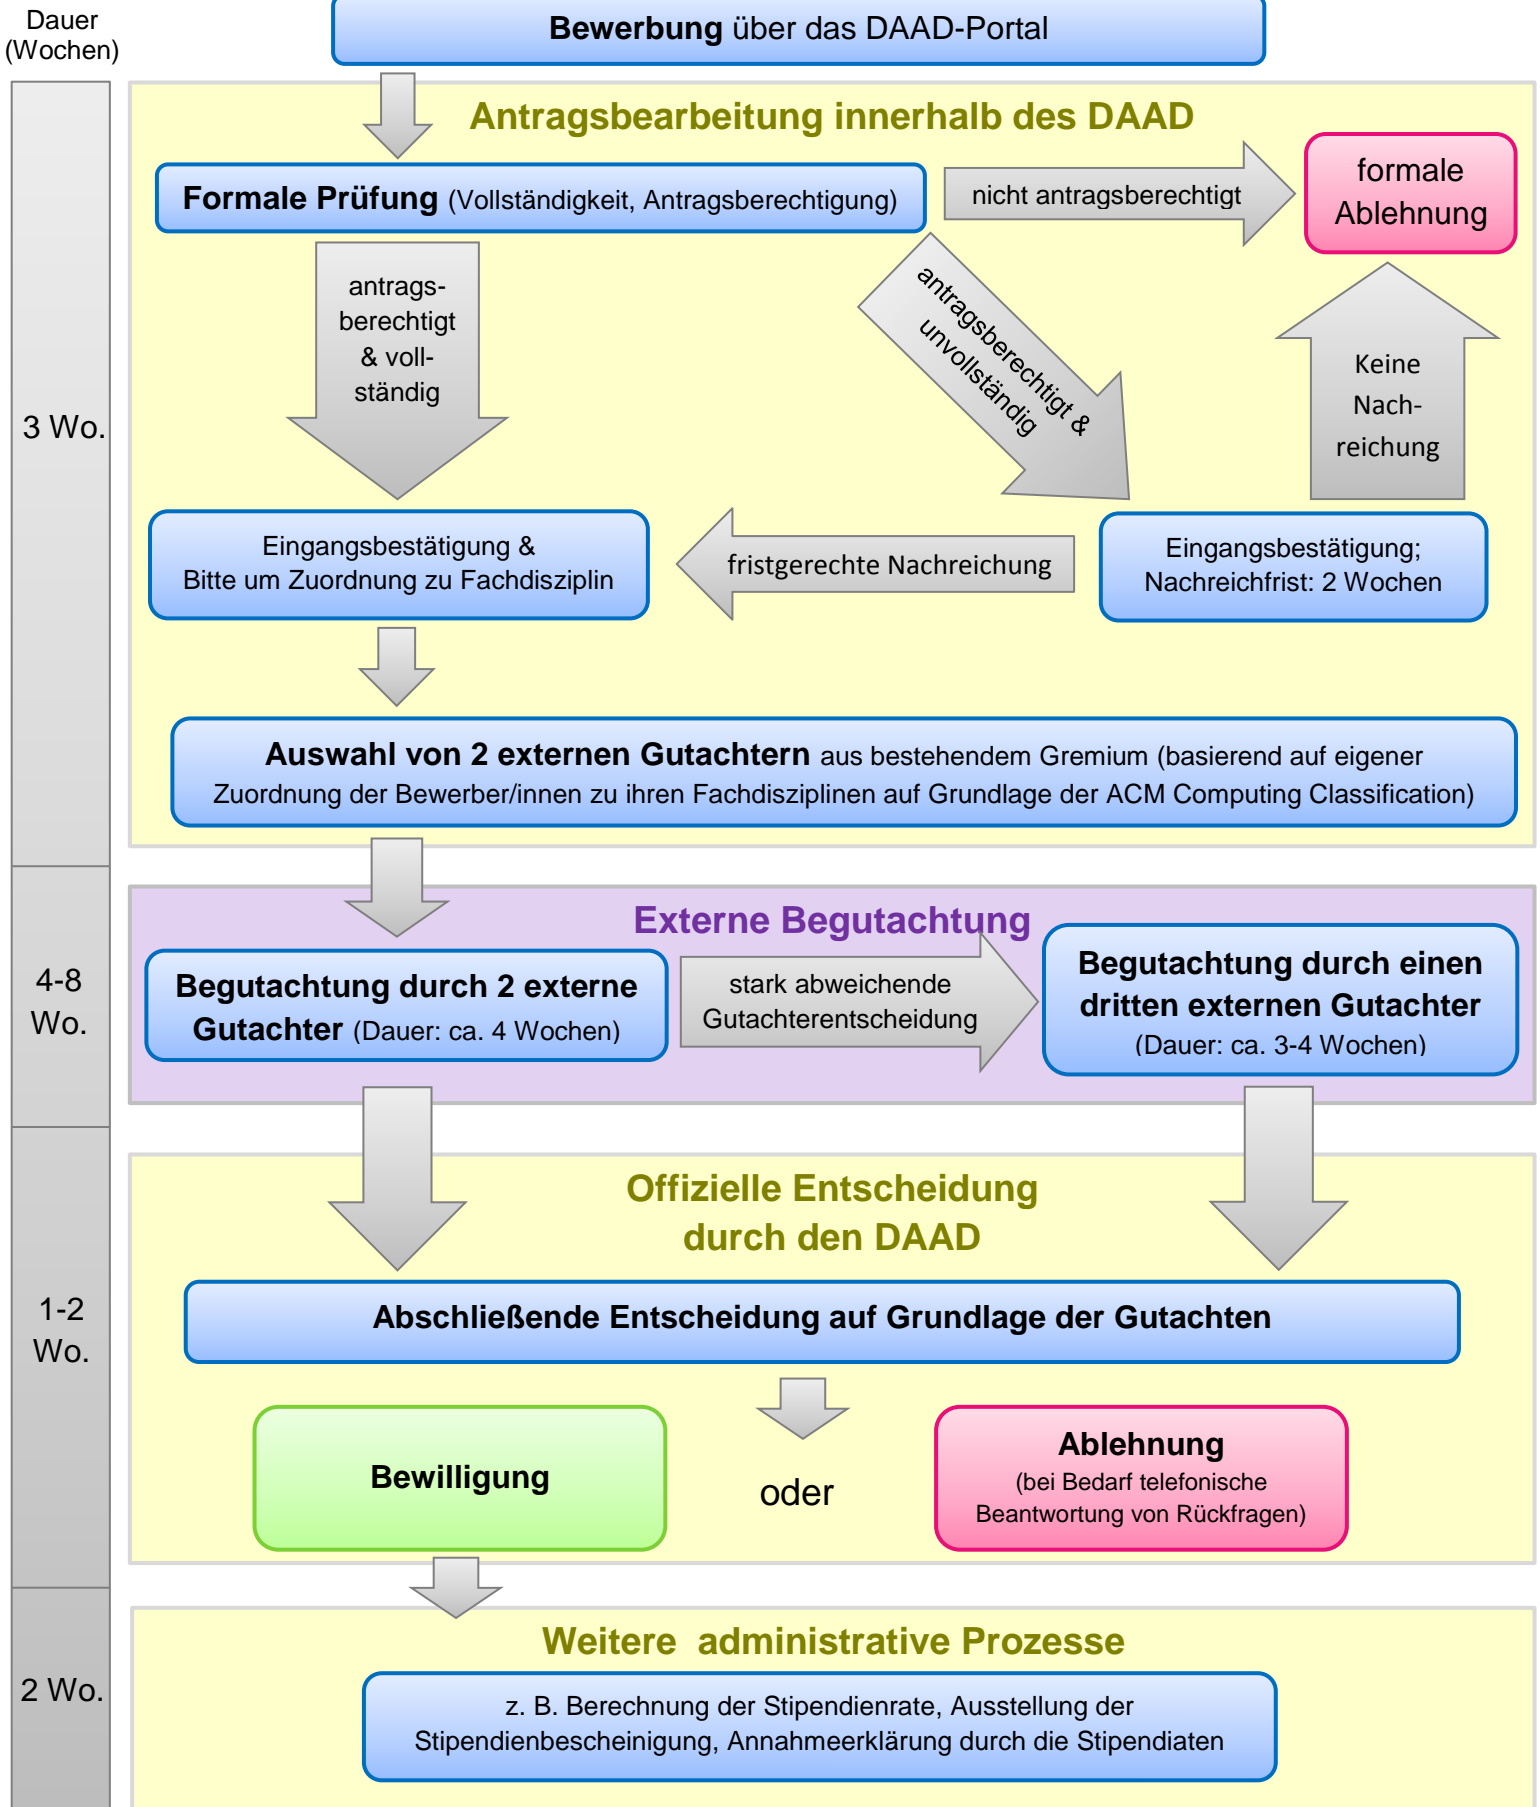 Dauer
(Wochen)
Bewerbung über das DAAD-Portal
Antragsbearbeitung innerhalb des DAAD
Formale Prüfung (Vollständigkeit, Antragsberechtigung)
nicht antragsberechtigt
formale
Ablehnung
antrags-
berechtigt
& voll-
ständig
antragsberechtigt &
unvollständig
Keine
Nach-
reichung
3 Wo.
Eingangsbestätigung &
Bitte um Zuordnung zu Fachdisziplin
fristgerechte Nachreichung
Eingangsbestätigung;
Nachreichfrist: 2 Wochen
Auswahl von 2 externen Gutachtern aus bestehendem Gremium (basierend auf eigener
Zuordnung der Bewerber/innen zu ihren Fachdisziplinen auf Grundlage der ACM Computing Classification)
4-8
Wo.
Externe Begutachtung
Begutachtung durch 2 externe
Gutachter (Dauer: ca. 4 Wochen)
stark abweichende
Gutachterentscheidung
Begutachtung durch einen
dritten externen Gutachter
(Dauer: ca. 3-4 Wochen)
1-2
Wo.
Offizielle Entscheidung
durch den DAAD
Abschließende Entscheidung auf Grundlage der Gutachten
Bewilligung
oder
Ablehnung
(bei Bedarf telefonische
Beantwortung von Rückfragen)
2 Wo.
Weitere  administrative Prozesse
z. B. Berechnung der Stipendienrate, Ausstellung der
Stipendienbescheinigung, Annahmeerklärung durch die Stipendiaten